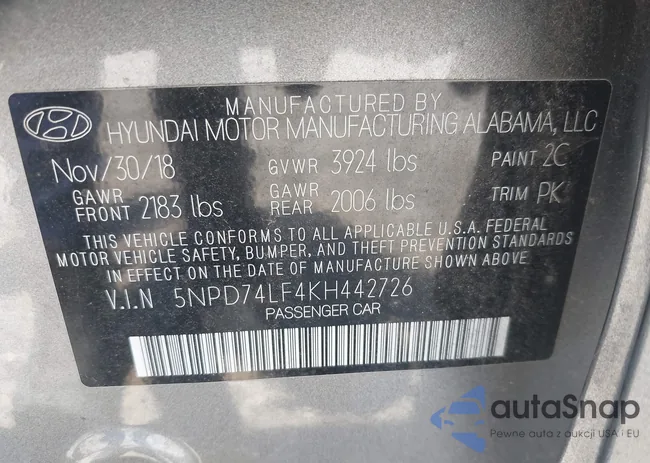 MANUFACTURED BY
HYUNDAI MOTOR MANUFACTURING ALABAMA, LLC
Nov/30/18 GVWR 3924 lbs PAINT 2C
GAWR FRONT 2183 lbs GAWR REAR 2006 lbs TRIM PK
THIS VEHICLE CONFORMS TO ALL APPLICABLE U.S.A. FEDERAL
MOTOR VEHICLE SAFETY, BUMPER, AND THEFT PREVENTION STANDARDS
IN EFFECT ON THE DATE OF MANUFACTURE SHOWN ABOVE
V.I.N 5NPD74LF4KH442726
PASSENGER CAR
autaSnap
Pewne auta z aukcji USA i EU